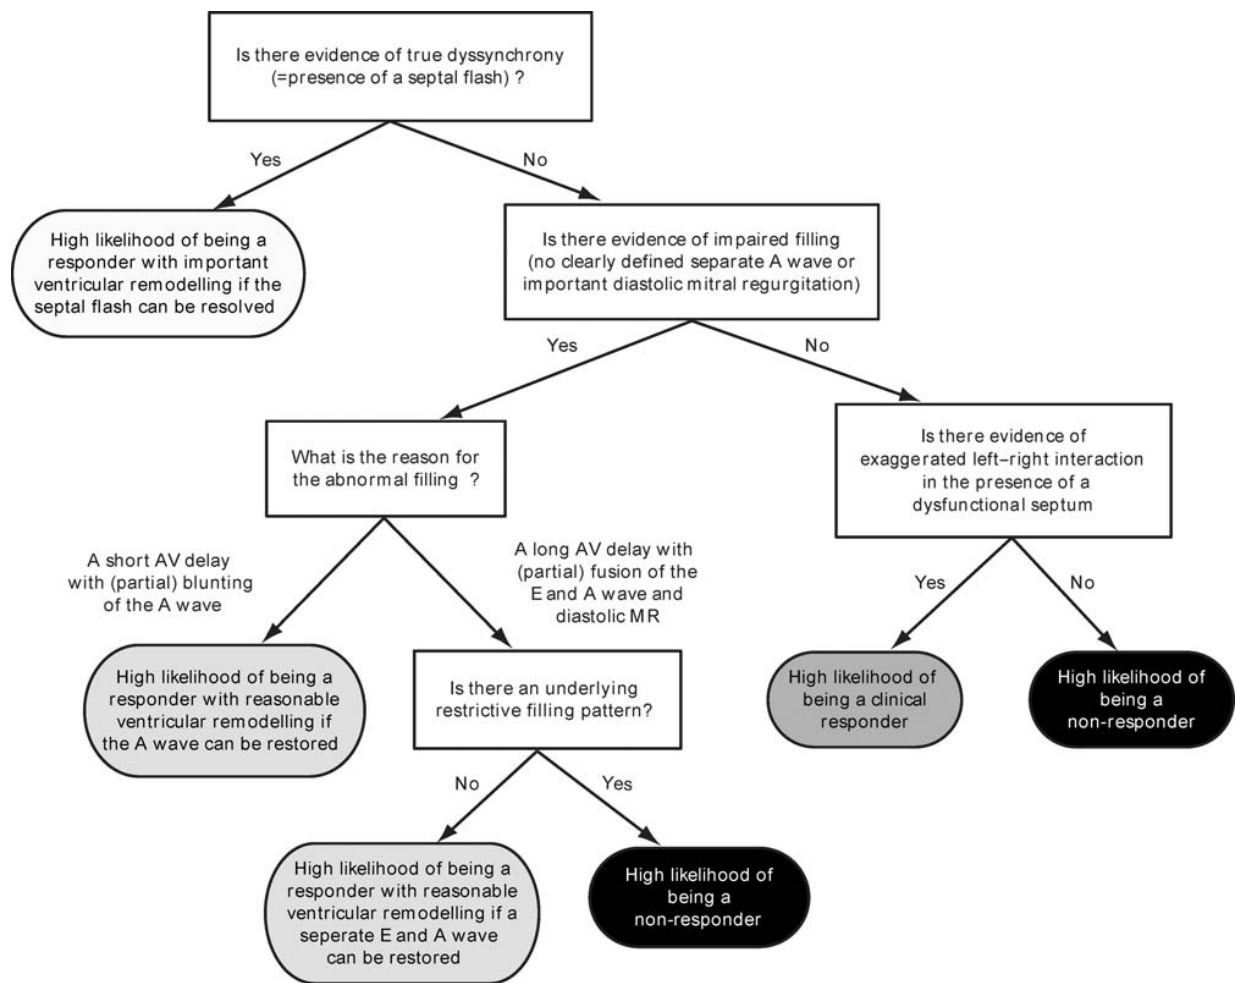 Is there evidence of true dyssynchrony
(=presence of a septal flash) ?
Yes
No
High likelihood of being a
responder with important
ventricular remodelling if the
septal flash can be resolved
Is there evidence of impaired filling
(no clearly defined separate A wave or
important diastolic mitral regurgitation)
Yes
No
What is the reason for
the abnormal filling ?
Is there evidence of
exaggerated left–right interaction
in the presence of a
dysfunctional septum
A short AV delay
with (partial) blunting
of the A wave
A long AV delay with
(partial) fusion of the
E and A wave and
diastolic MR
Yes
No
High likelihood of being a
responder with reasonable
ventricular remodelling if
the A wave can be restored
Is there an underlying
restrictive filling pattern?
High likelihood of
being a clinical
responder
High likelihood of
being a
non-responder
No
Yes
High likelihood of being a
responder with reasonable
ventricular remodelling if a
seperate E and A wave
can be restored
High likelihood of
being a
non-responder